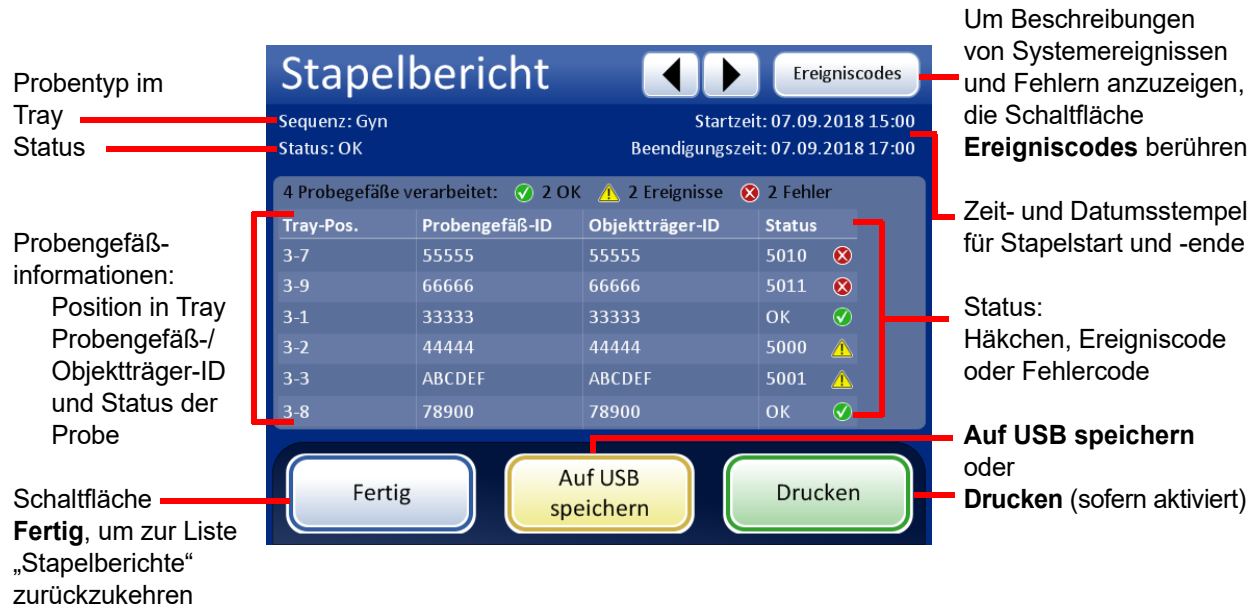 Probentyp im
Tray
Status
Probengefäß-
informationen:
Position in Tray
Probengefäß-/
Objektträger-ID
und Status der
Probe
Schaltfläche
Fertig, um zur Liste
„Stapelberichte“
zurückzukehren
Stapelbericht
Ereigniscodes
Sequenz: Gyn
Startzeit: 07.09.2018 15:00
Status: OK
Beendigungszeit: 07.09.2018 17:00
4 Probegefäße verarbeitet: 2 OK 2 Ereignisse 2 Fehler
Tray-Pos. Probengefäß-ID Objektträger-ID Status
3-7 55555 55555 5010
3-9 66666 66666 5011
3-1 33333 33333 OK
3-2 44444 44444 5000
3-3 ABCDEF ABCDEF 5001
3-8 78900 78900 OK
Fertig
Auf USB
speichern
Drucken
Um Beschreibungen
von Systemereignissen
und Fehlern anzuzeigen,
die Schaltfläche
Ereigniscodes berühren
Zeit- und Datumsstempel
für Stapelstart und -ende
Status:
Häkchen, Ereigniscode
oder Fehlercode
Auf USB speichern
oder
Drucken (sofern aktiviert)